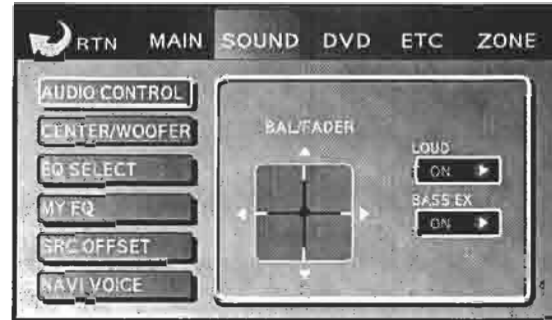 RTN MAIN SOUND DVD ETC ZONE
AUDIO CONTROL
CENTER/WOOFER
EQ SELECT
MY EQ
SRC OFFSET
NAVI VOICE
BAL/FADER
LOUD
ON
BASS EX
ON